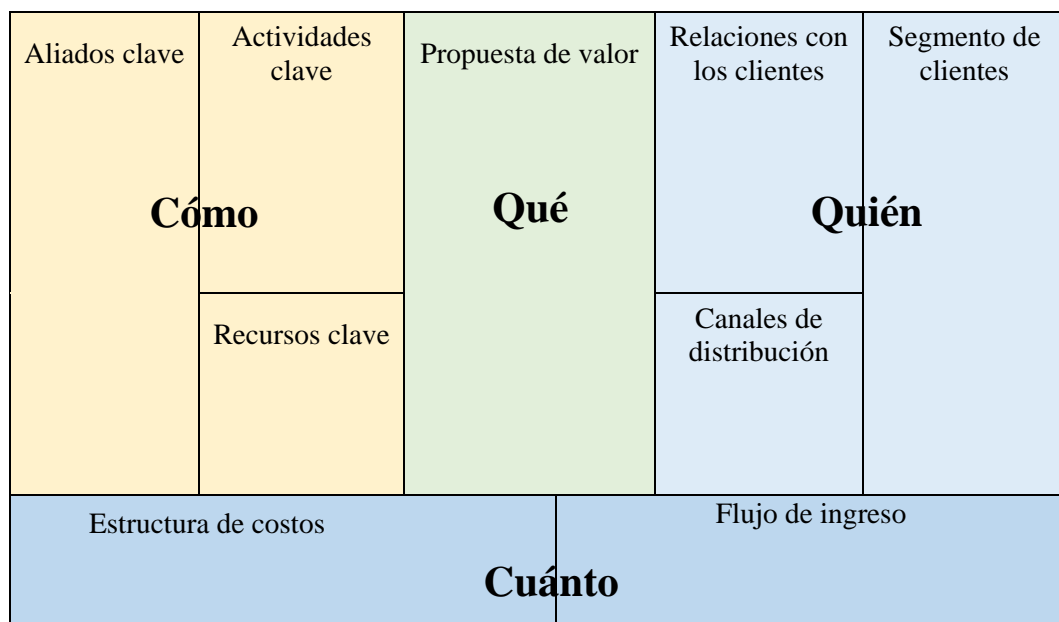 Aliados clave
Actividades
clave
Propuesta de valor
Relaciones con
los clientes
Segmento de
clientes
Cómo
Qué
Quién
Recursos clave
Canales de
distribución
Estructura de costos
Flujo de ingreso
Cuánto